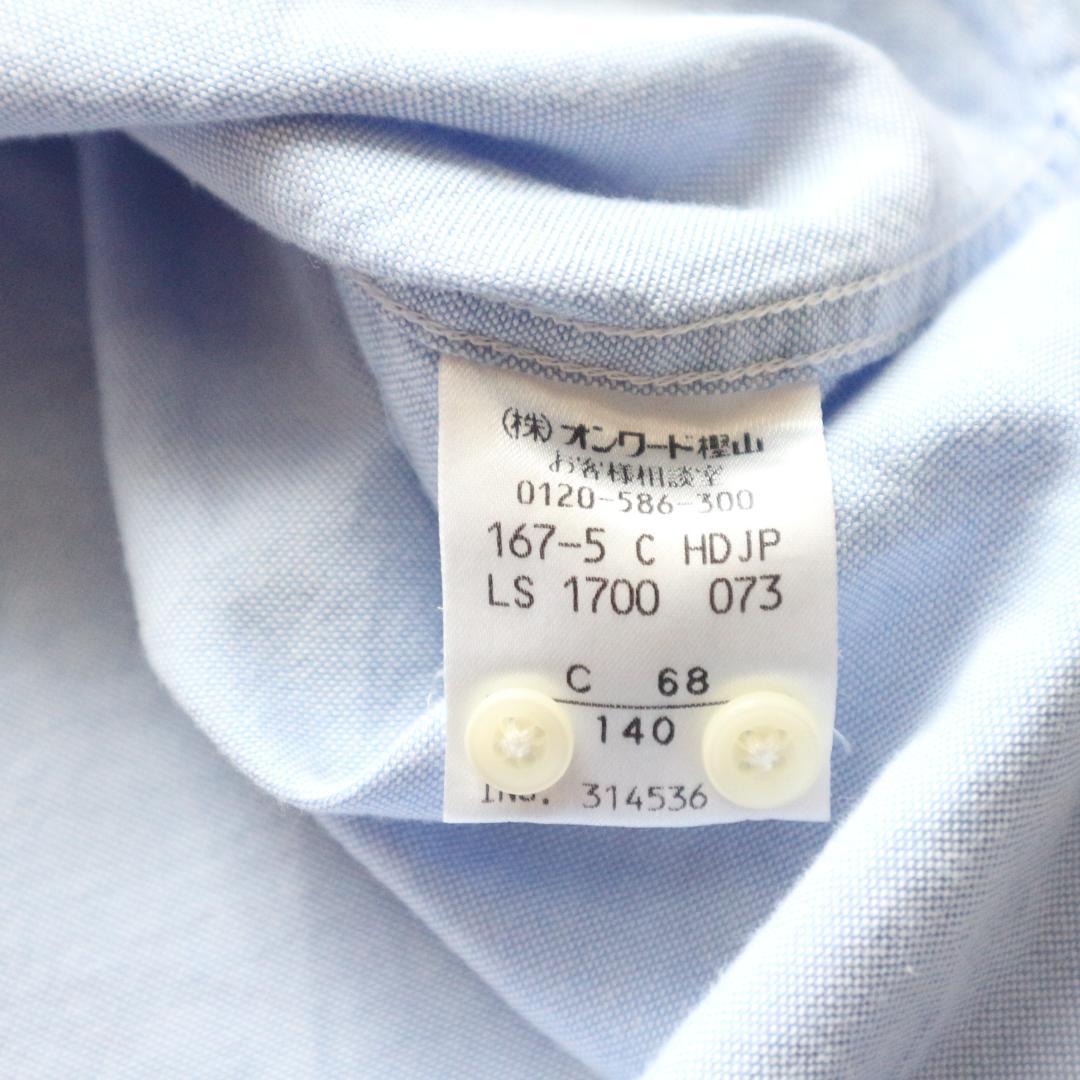 (株)オンワード樫山
お客様相談室
0120-586-300
167-5 C HDJP
LS 1700 073
C 68
140
INO. 314536